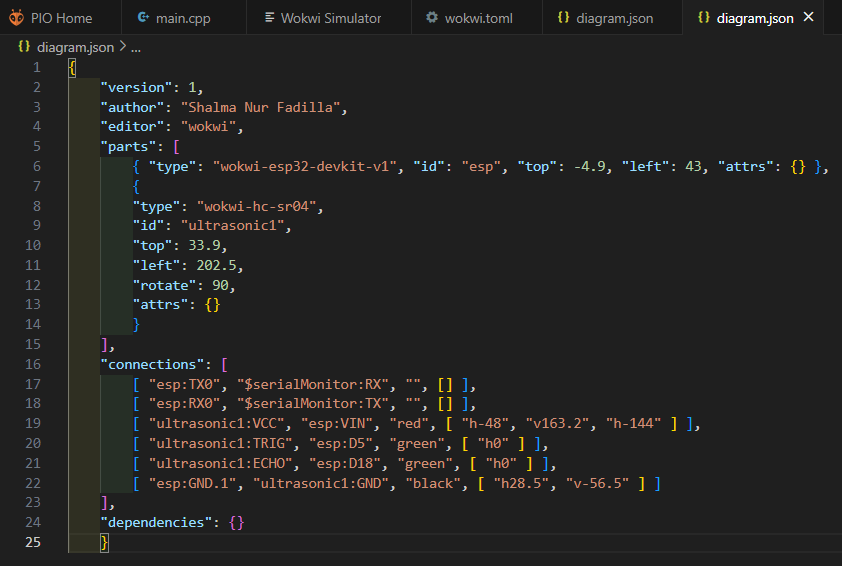 PIO Home main.cpp Wokwi Simulator wokwi.toml diagram.json diagram.json
diagram.json > ...
1 {
2 "version": 1,
3 "author": "Shalma Nur Fadilla",
4 "editor": "wokwi",
5 "parts": [
6 { "type": "wokwi-esp32-devkit-v1", "id": "esp", "top": -4.9, "left": 43, "attrs": {} },
7 {
8 "type": "wokwi-hc-sr04",
9 "id": "ultrasonic1",
10 "top": 33.9,
11 "left": 202.5,
12 "rotate": 90,
13 "attrs": {}
14 }
15 ],
16 "connections": [
17 [ "esp:TX0", "$serialMonitor:RX", "", [] ],
18 [ "esp:RX0", "$serialMonitor:TX", "", [] ],
19 [ "ultrasonic1:VCC", "esp:VIN", "red", [ "h-48", "v163.2", "h-144" ] ],
20 [ "ultrasonic1:TRIG", "esp:D5", "green", [ "h0" ] ],
21 [ "ultrasonic1:ECHO", "esp:D18", "green", [ "h0" ] ],
22 [ "esp:GND.1", "ultrasonic1:GND", "black", [ "h28.5", "v-56.5" ] ]
23 ],
24 "dependencies": {}
25 }